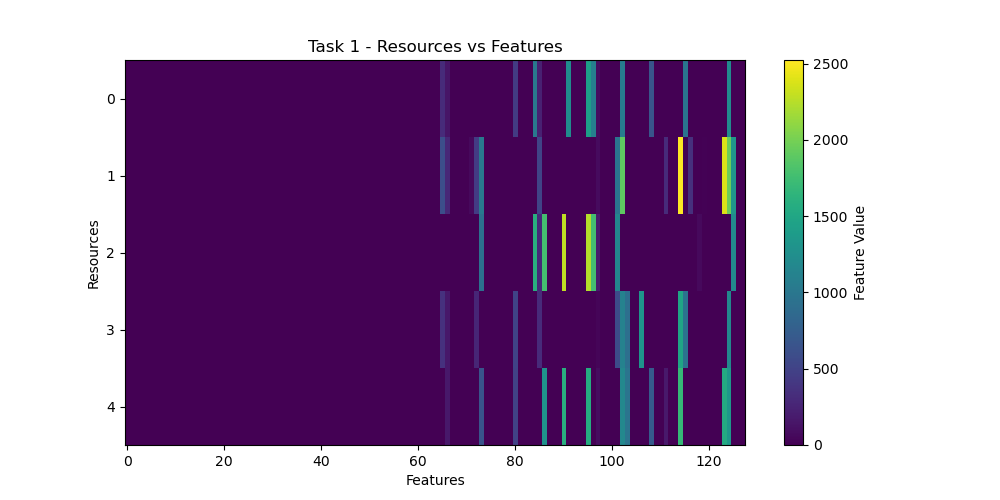 Task 1 - Resources vs Features
Resources
0
1
2
3
4
0 20 40 60 80 100 120
Features
2500
2000
1500
1000
500
0
Feature Value